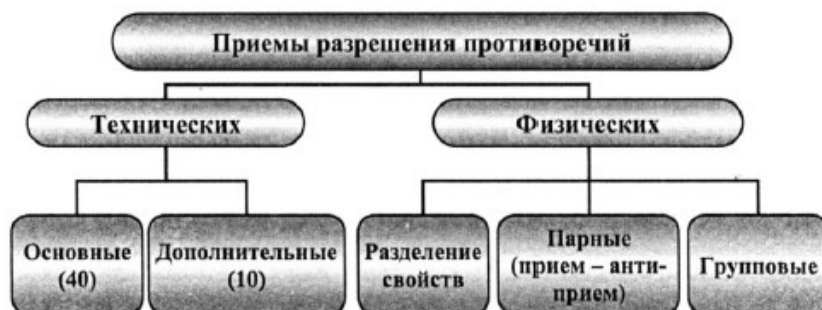 Приемы разрешения противоречий
Технических
Физических
Основные
(40)
Дополнительные
(10)
Разделение
свойств
Парные
(прием – анти-
прием)
Групповые